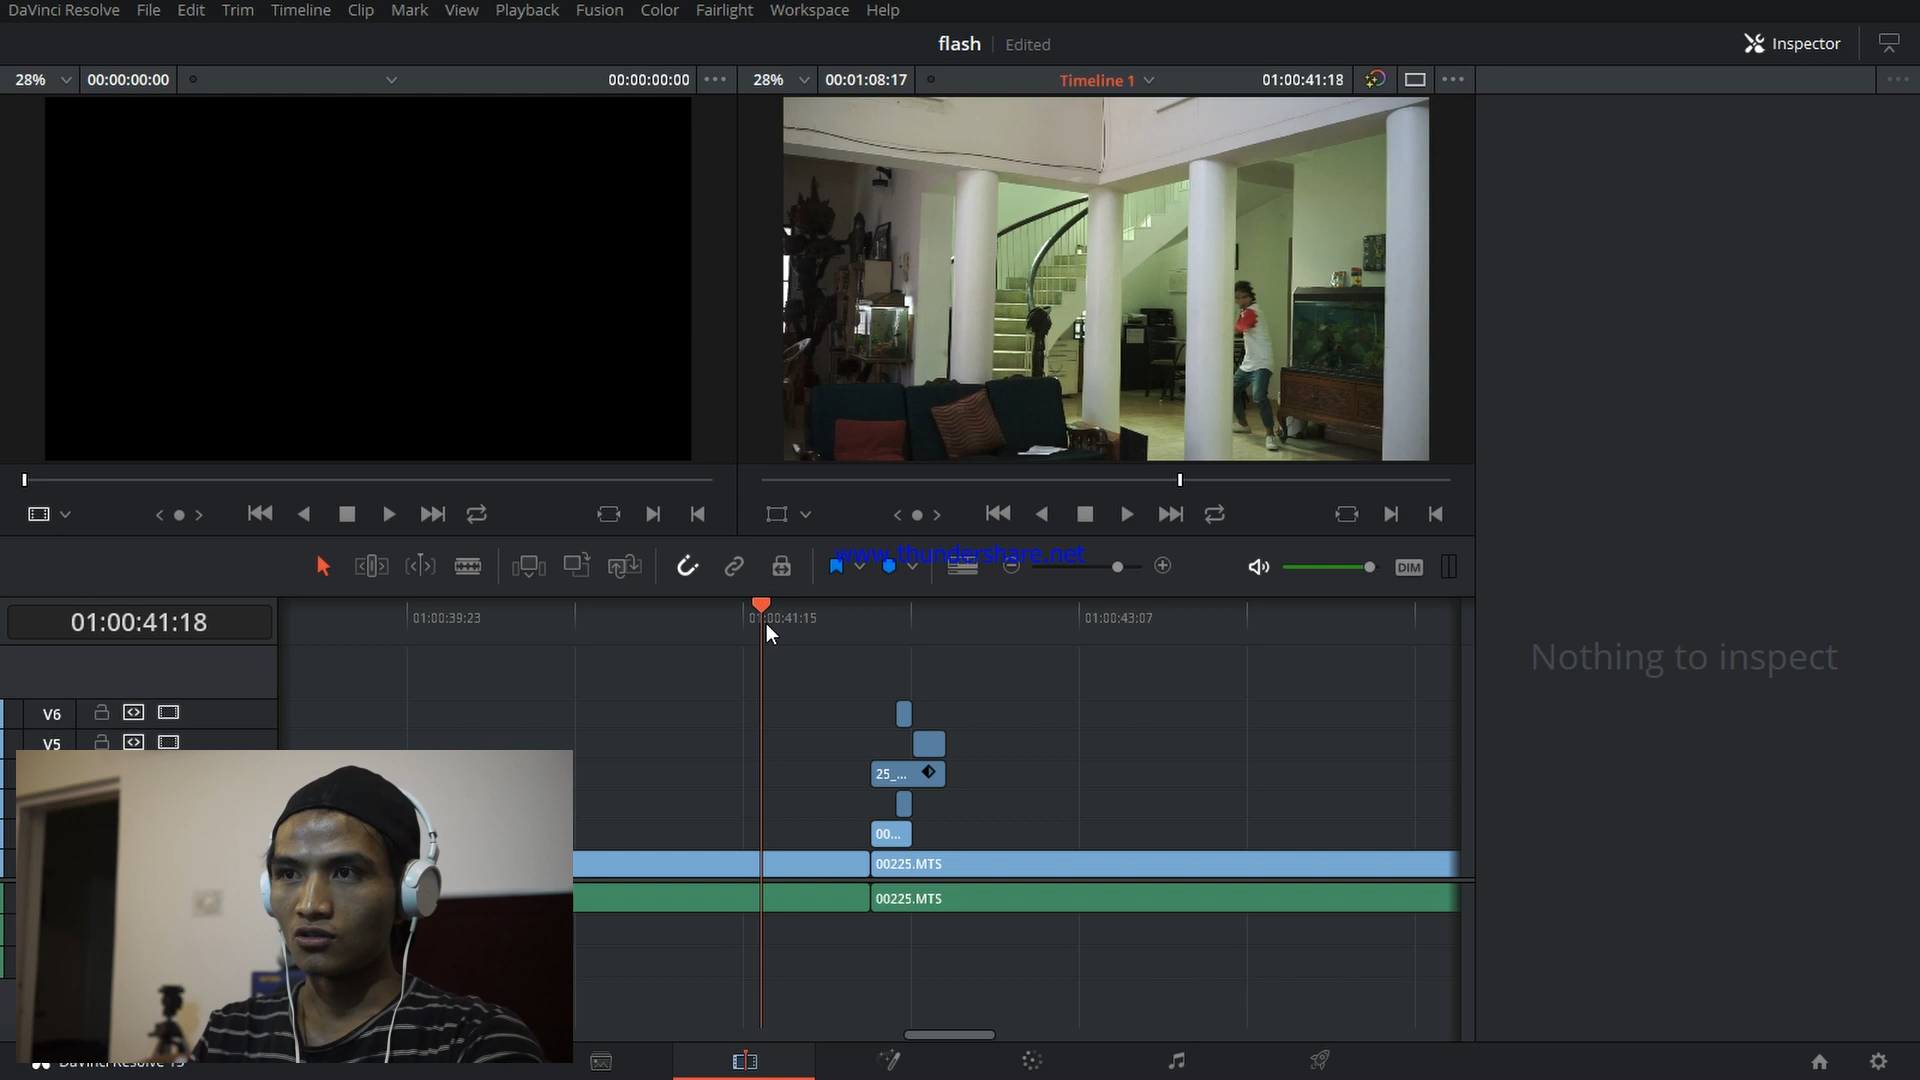 DaVinci Resolve File Edit Trim Timeline Clip Mark View Playback Fusion Color Fairlight Workspace Help
flash Edited Inspector
28% 00:00:00:00 00:00:00:00 28% 00:01:08:17 Timeline 1 01:00:41:18
www.thundershare.net
DIM
01:00:41:18 01:00:39:23 01:00:41:15 01:00:43:07
Nothing to inspect
V6
V5
25_...
00...
00225.MTS
00225.MTS
DaVinci Resolve 15